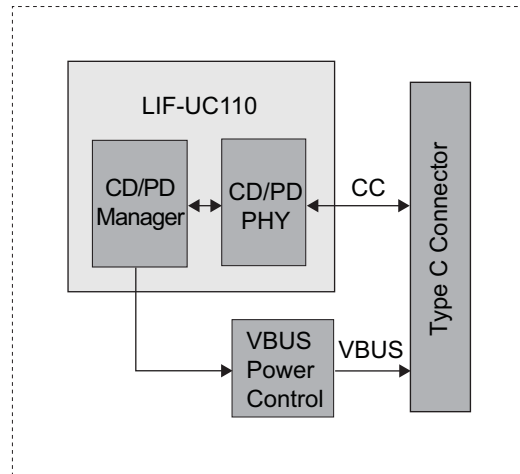 LIF-UC110
CD/PD
Manager
CD/PD
PHY
CC
Type C Connector
VBUS
Power
Control
VBUS